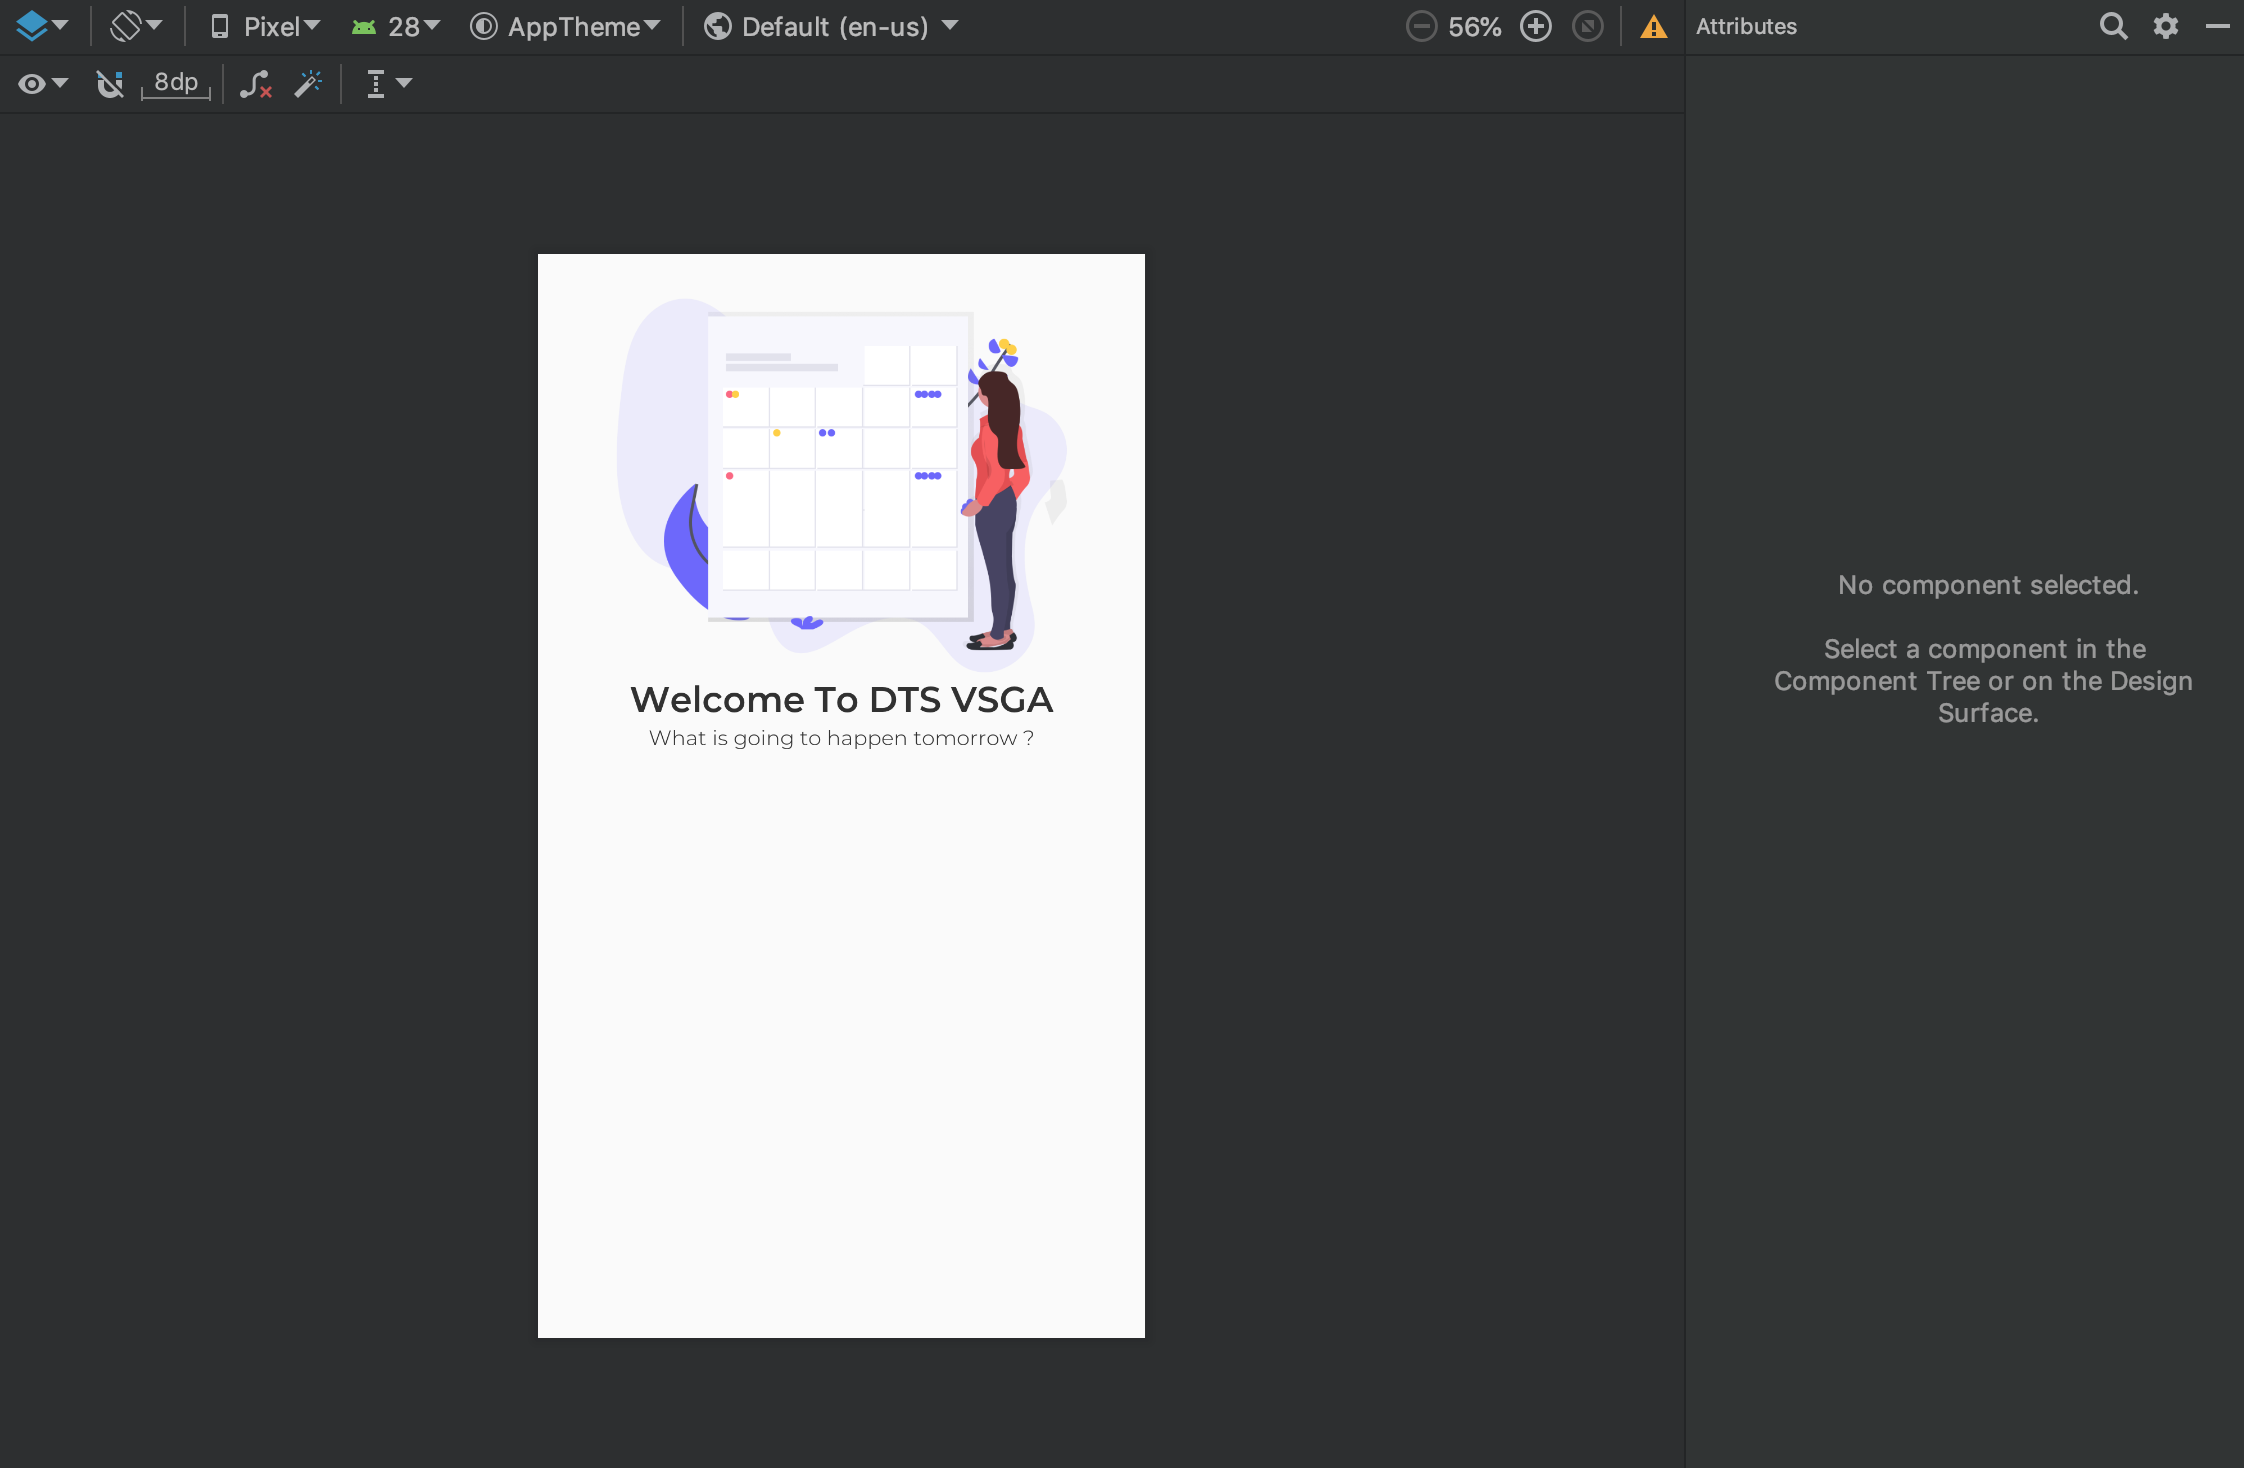 Pixel 28 AppTheme Default (en-us) 56% Attributes
8dp
Welcome To DTS VSGA
What is going to happen tomorrow ?
No component selected.
Select a component in the
Component Tree or on the Design
Surface.